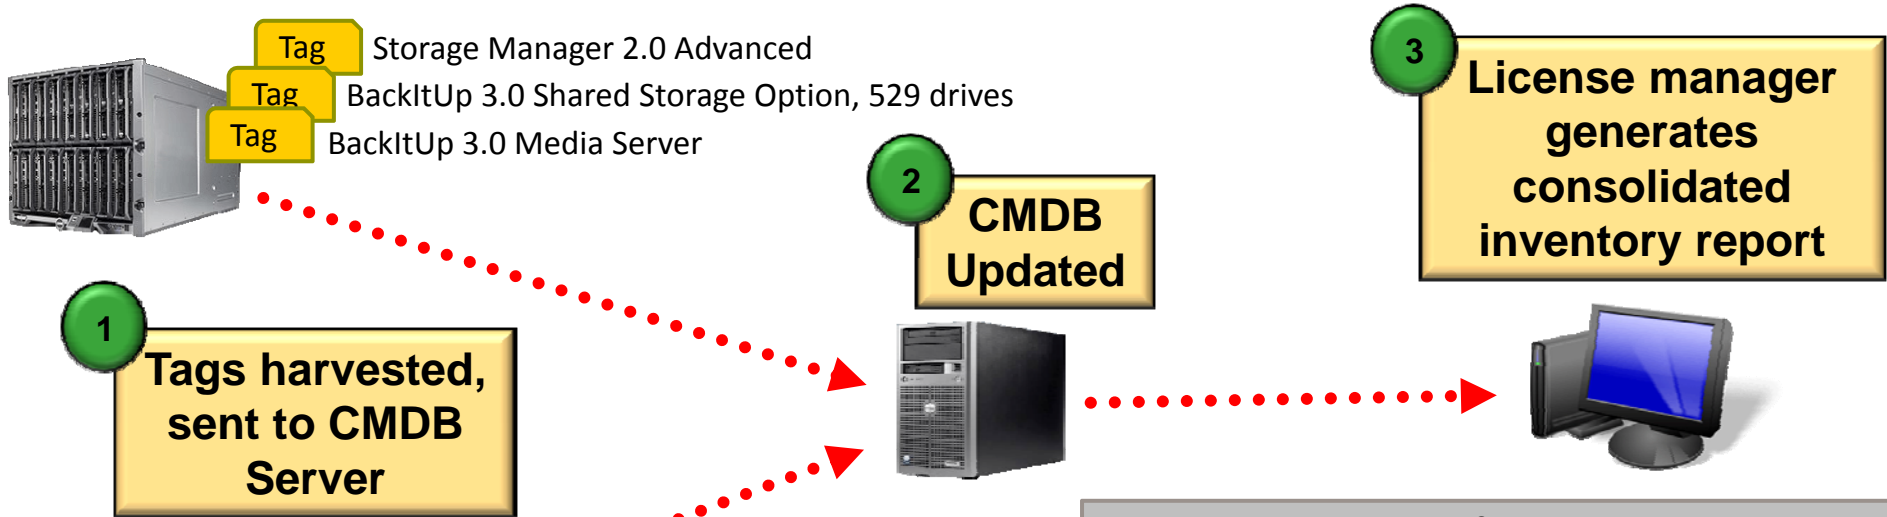 Tag Storage Manager 2.0 Advanced
Tag BackItUp 3.0 Shared Storage Option, 529 drives
Tag BackItUp 3.0 Media Server
1
Tags harvested,
sent to CMDB
Server
2
CMDB
Updated
3
License manager
generates
consolidated
inventory report